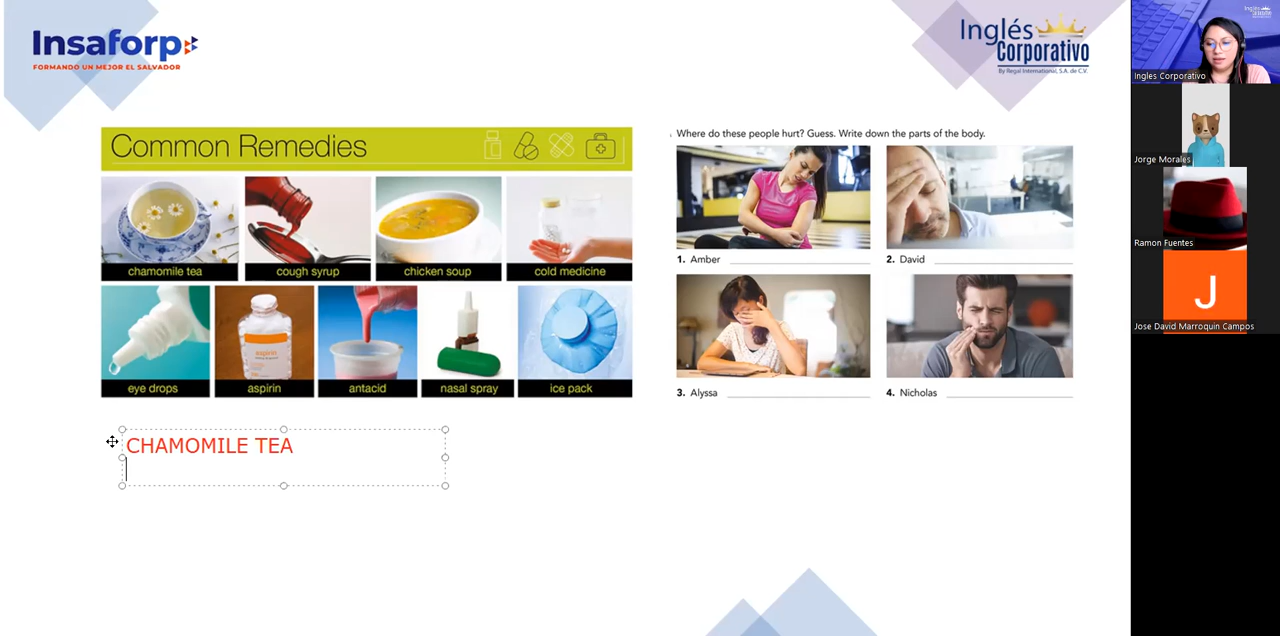 Insaforp
FORMANDO UN MEJOR EL SALVADOR
Inglés
Corporativo
By Regal International, S.A. de C.V.
Common Remedies
chamomile tea
cough syrup
chicken soup
cold medicine
eye drops
aspirin
aspirin
antacid
nasal spray
ice pack
Where do these people hurt? Guess. Write down the parts of the body.
1. Amber
2. David
3. Alyssa
4. Nicholas
CHAMOMILE TEA
Ingles Corporativo
Jorge Morales
Ramon Fuentes
J
Jose David Marroquin Campos